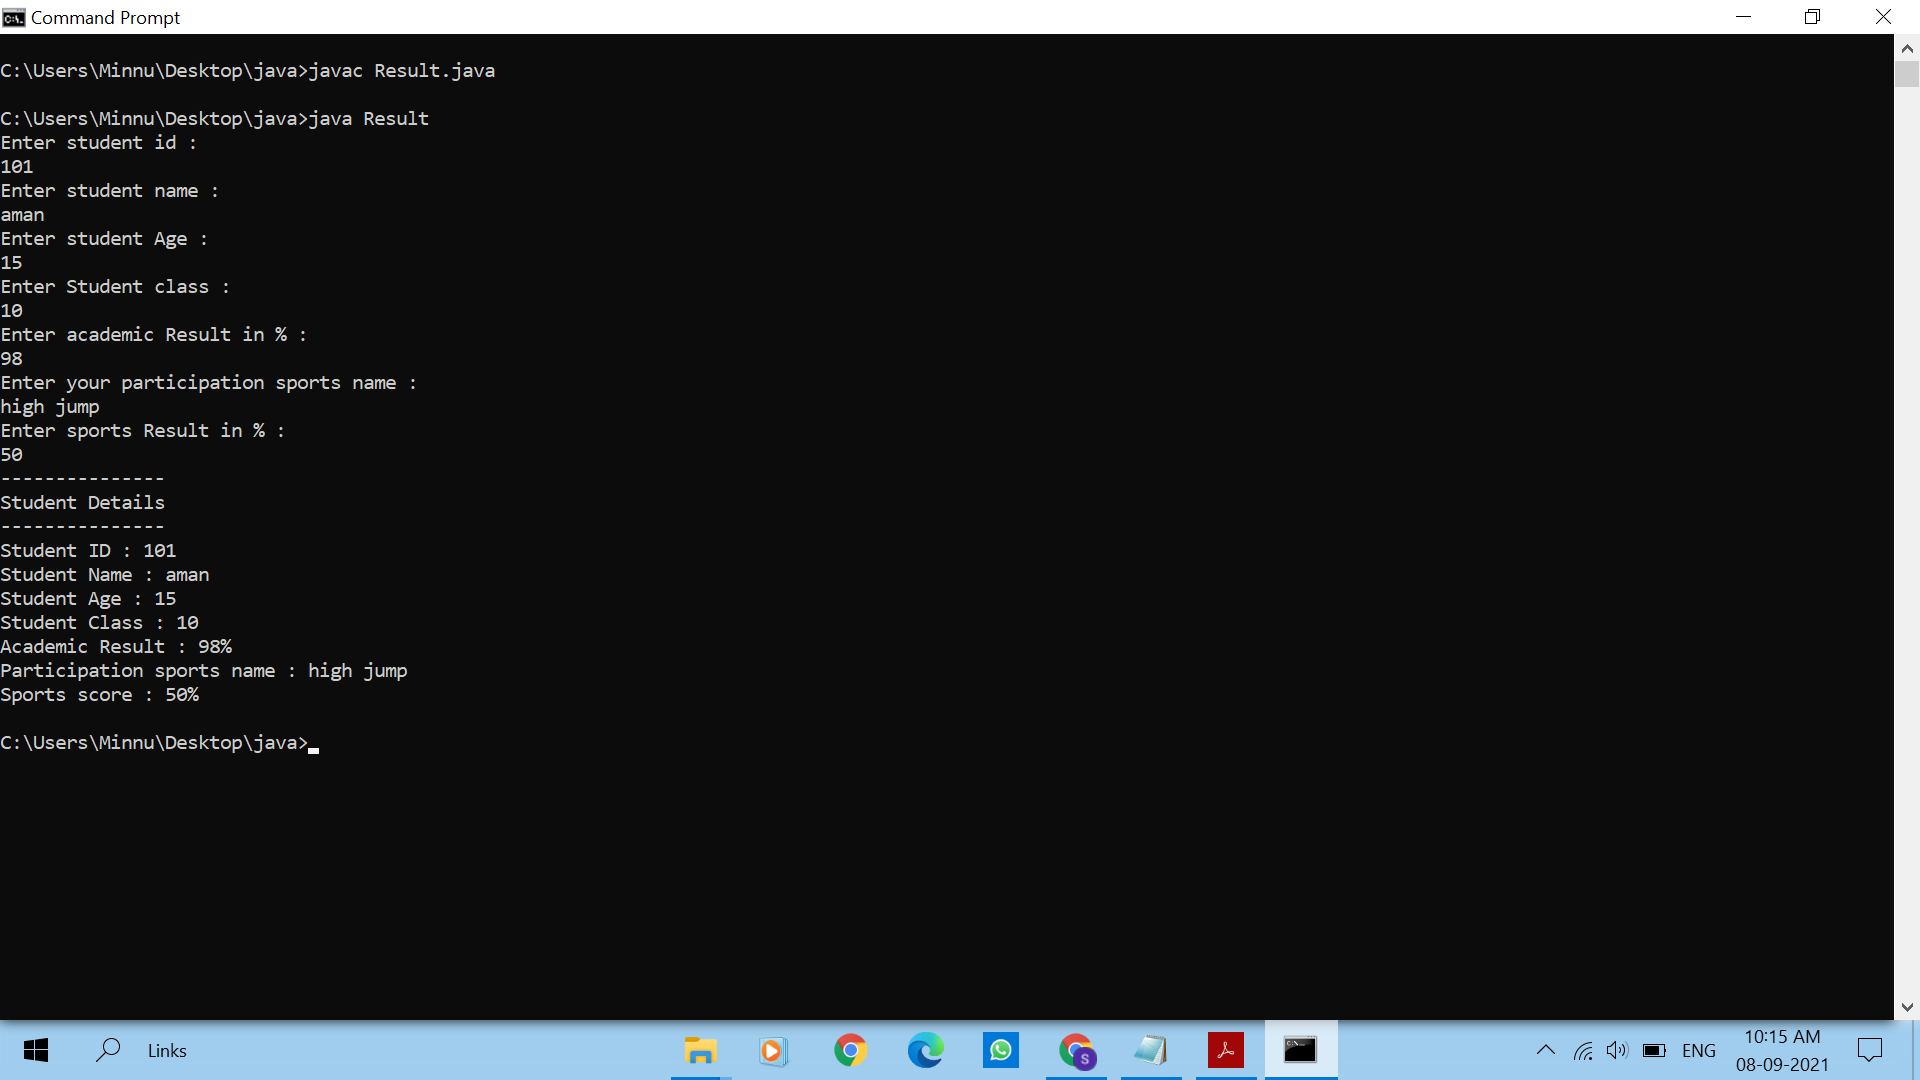 Command Prompt
C:\Users\Minnu\Desktop\java>javac Result.java
C:\Users\Minnu\Desktop\java>java Result
Enter student id :
101
Enter student name :
aman
Enter student Age :
15
Enter Student class :
10
Enter academic Result in % :
98
Enter your participation sports name :
high jump
Enter sports Result in % :
50
---------------
Student Details
---------------
Student ID : 101
Student Name : aman
Student Age : 15
Student Class : 10
Academic Result : 98%
Participation sports name : high jump
Sports score : 50%
C:\Users\Minnu\Desktop\java>
Links
S
ENG
10:15 AM
08-09-2021